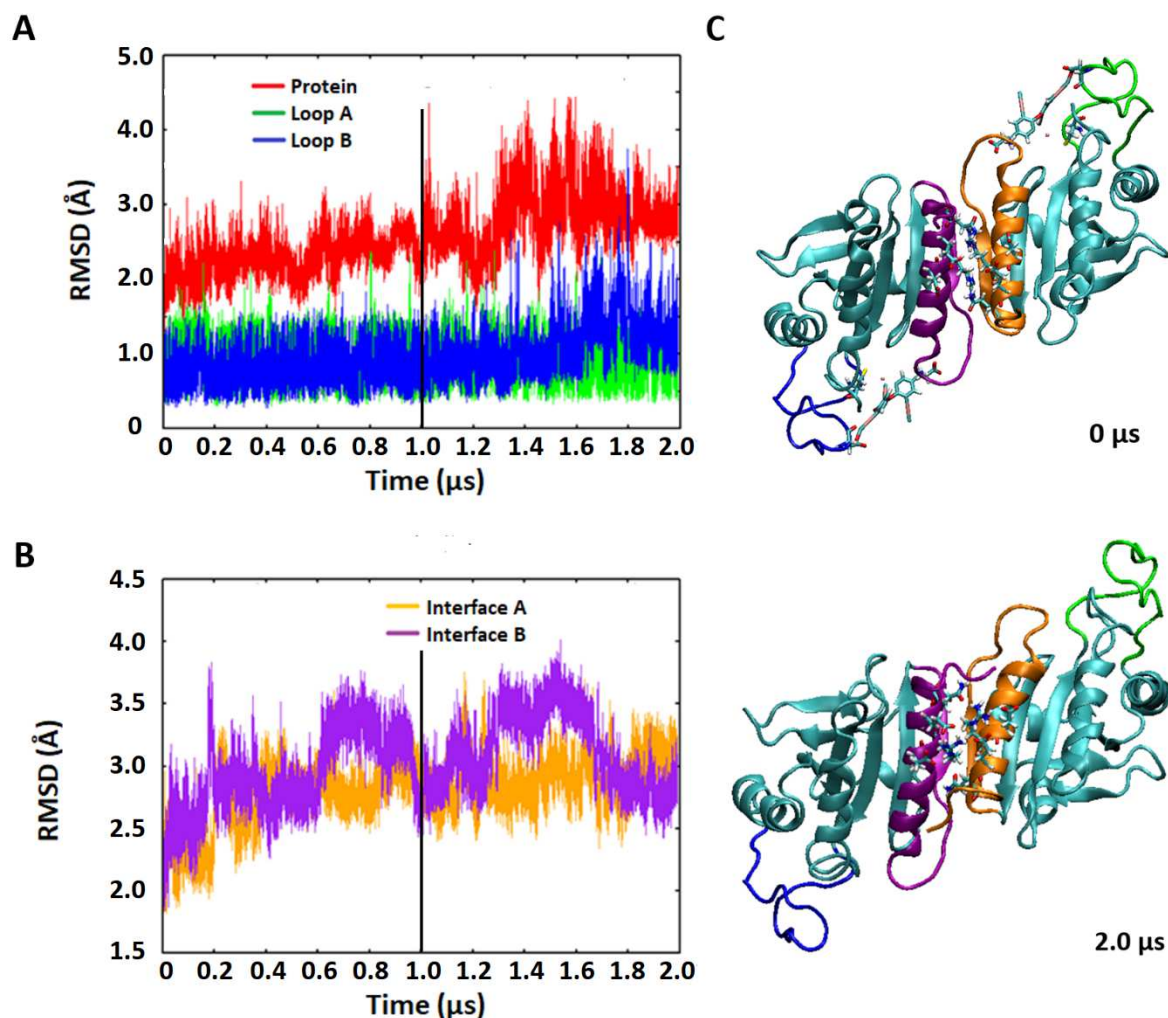 A
5.0
4.0
3.0
2.0
1.0
0
RMSD (Å)
Protein
Loop A
Loop B
0 0.2 0.4 0.6 0.8 1.0 1.2 1.4 1.6 1.8 2.0
Time (µs)
B
4.5
4.0
3.5
3.0
2.5
2.0
1.5
RMSD (Å)
Interface A
Interface B
0 0.2 0.4 0.6 0.8 1.0 1.2 1.4 1.6 1.8 2.0
Time (µs)
C
0 µs
2.0 µs